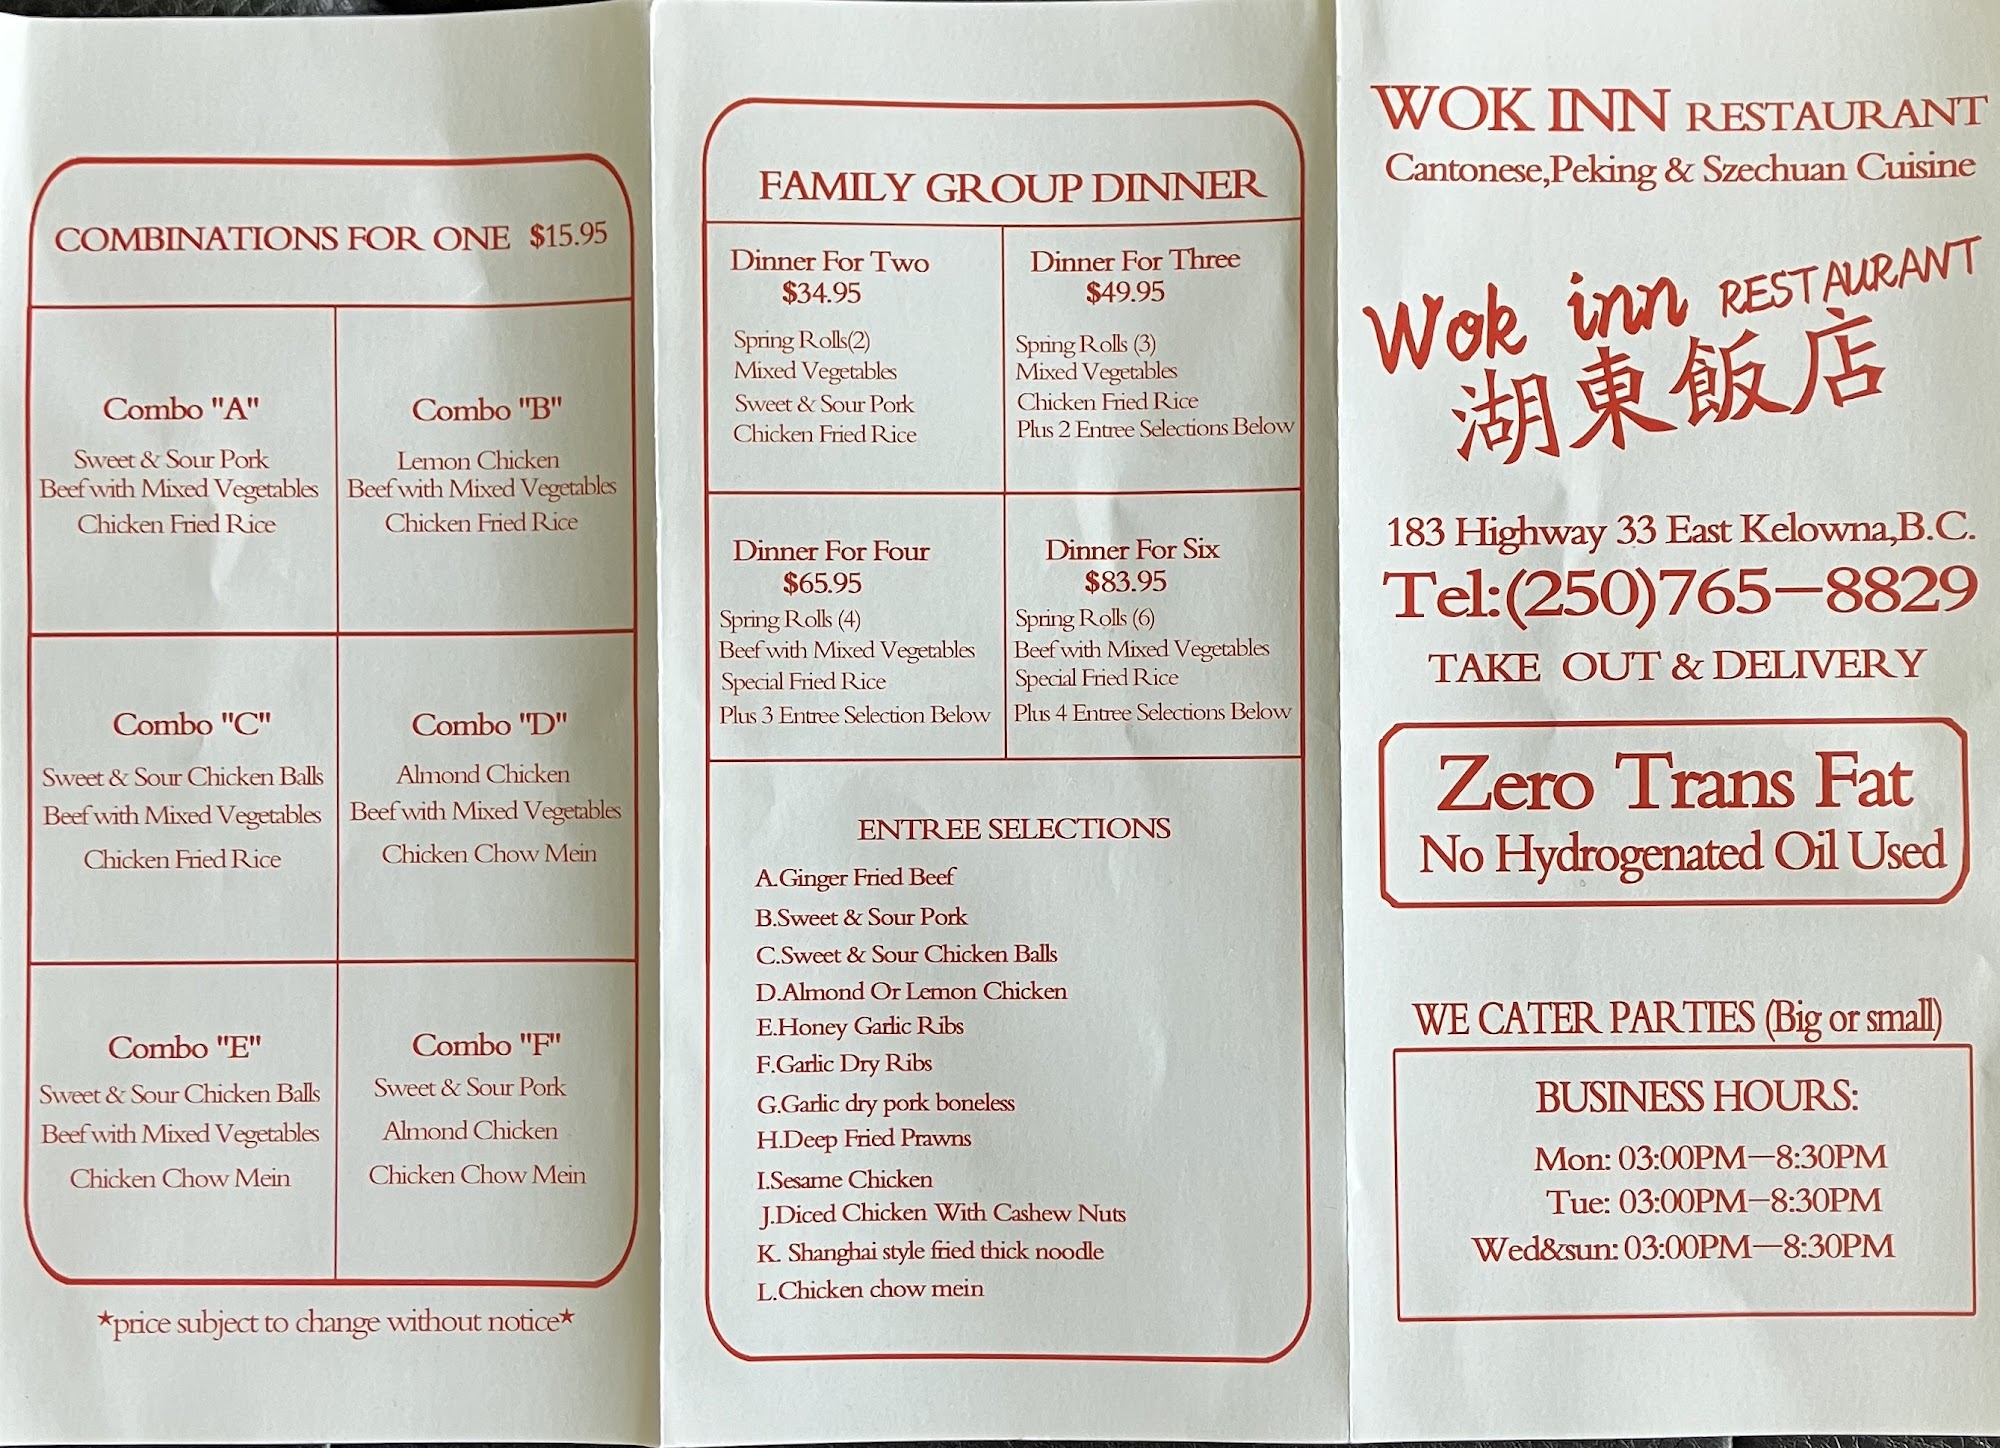 COMBINATIONS FOR ONE $15.95
Combo "A"
Sweet & Sour Pork
Beef with Mixed Vegetables
Chicken Fried Rice
Combo "B"
Lemon Chicken
Beef with Mixed Vegetables
Chicken Fried Rice
Combo "C"
Sweet & Sour Chicken Balls
Beef with Mixed Vegetables
Chicken Fried Rice
Combo "D"
Almond Chicken
Beef with Mixed Vegetables
Chicken Chow Mein
Combo "E"
Sweet & Sour Chicken Balls
Beef with Mixed Vegetables
Chicken Chow Mein
Combo "F"
Sweet & Sour Pork
Almond Chicken
Chicken Chow Mein
*price subject to change without notice*
FAMILY GROUP DINNER
Dinner For Two
$34.95
Spring Rolls(2)
Mixed Vegetables
Sweet & Sour Pork
Chicken Fried Rice
Dinner For Three
$49.95
Spring Rolls (3)
Mixed Vegetables
Chicken Fried Rice
Plus 2 Entree Selections Below
Dinner For Four
$65.95
Spring Rolls (4)
Beef with Mixed Vegetables
Special Fried Rice
Plus 3 Entree Selection Below
Dinner For Six
$83.95
Spring Rolls (6)
Beef with Mixed Vegetables
Special Fried Rice
Plus 4 Entree Selections Below
ENTREE SELECTIONS
A.Ginger Fried Beef
B.Sweet & Sour Pork
C.Sweet & Sour Chicken Balls
D.Almond Or Lemon Chicken
E.Honey Garlic Ribs
F.Garlic Dry Ribs
G.Garlic dry pork boneless
H.Deep Fried Prawns
I.Sesame Chicken
J.Diced Chicken With Cashew Nuts
K. Shanghai style fried thick noodle
L.Chicken chow mein
WOK INN RESTAURANT
Cantonese,Peking & Szechuan Cuisine
Wok inn RESTAURANT
湖東飯店
183 Highway 33 East Kelowna,B.C.
Tel:(250)765-8829
TAKE OUT & DELIVERY
Zero Trans Fat
No Hydrogenated Oil Used
WE CATER PARTIES (Big or small)
BUSINESS HOURS:
Mon: 03:00PM—8:30PM
Tue: 03:00PM—8:30PM
Wed&sun: 03:00PM—8:30PM